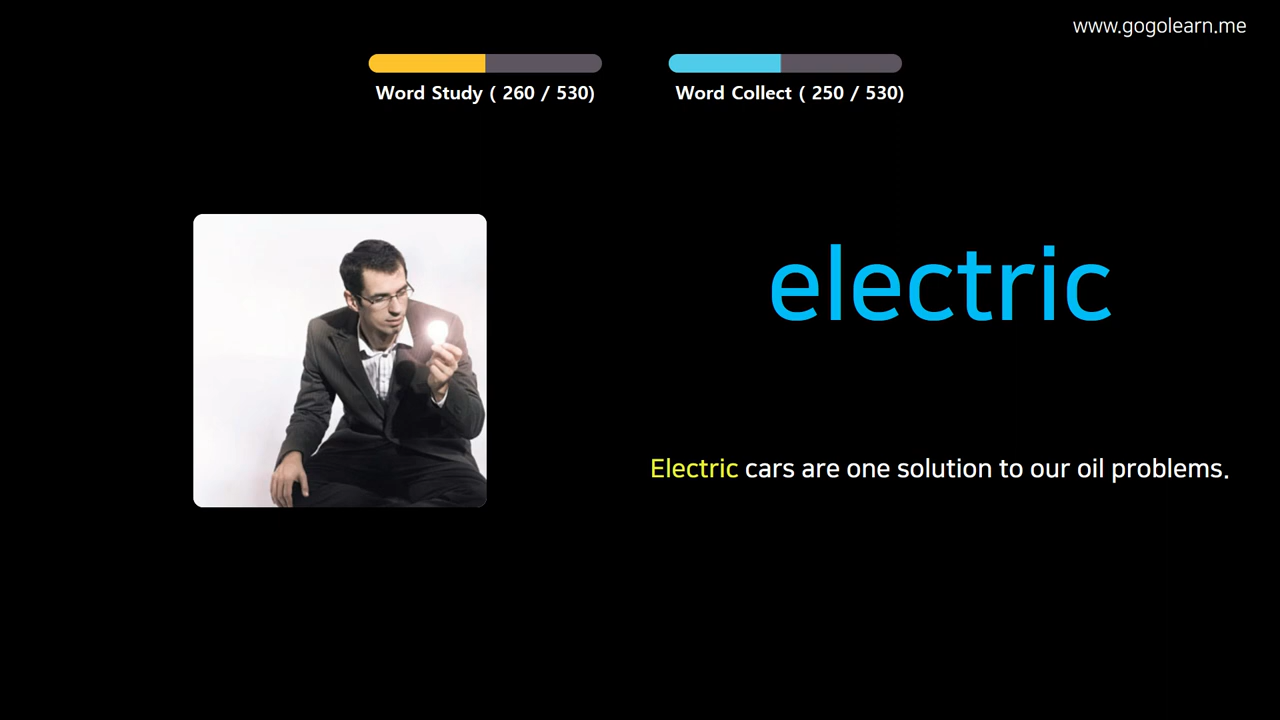 www.gogolearn.me
Word Study ( 260 / 530)
Word Collect ( 250 / 530)
electric
Electric cars are one solution to our oil problems.